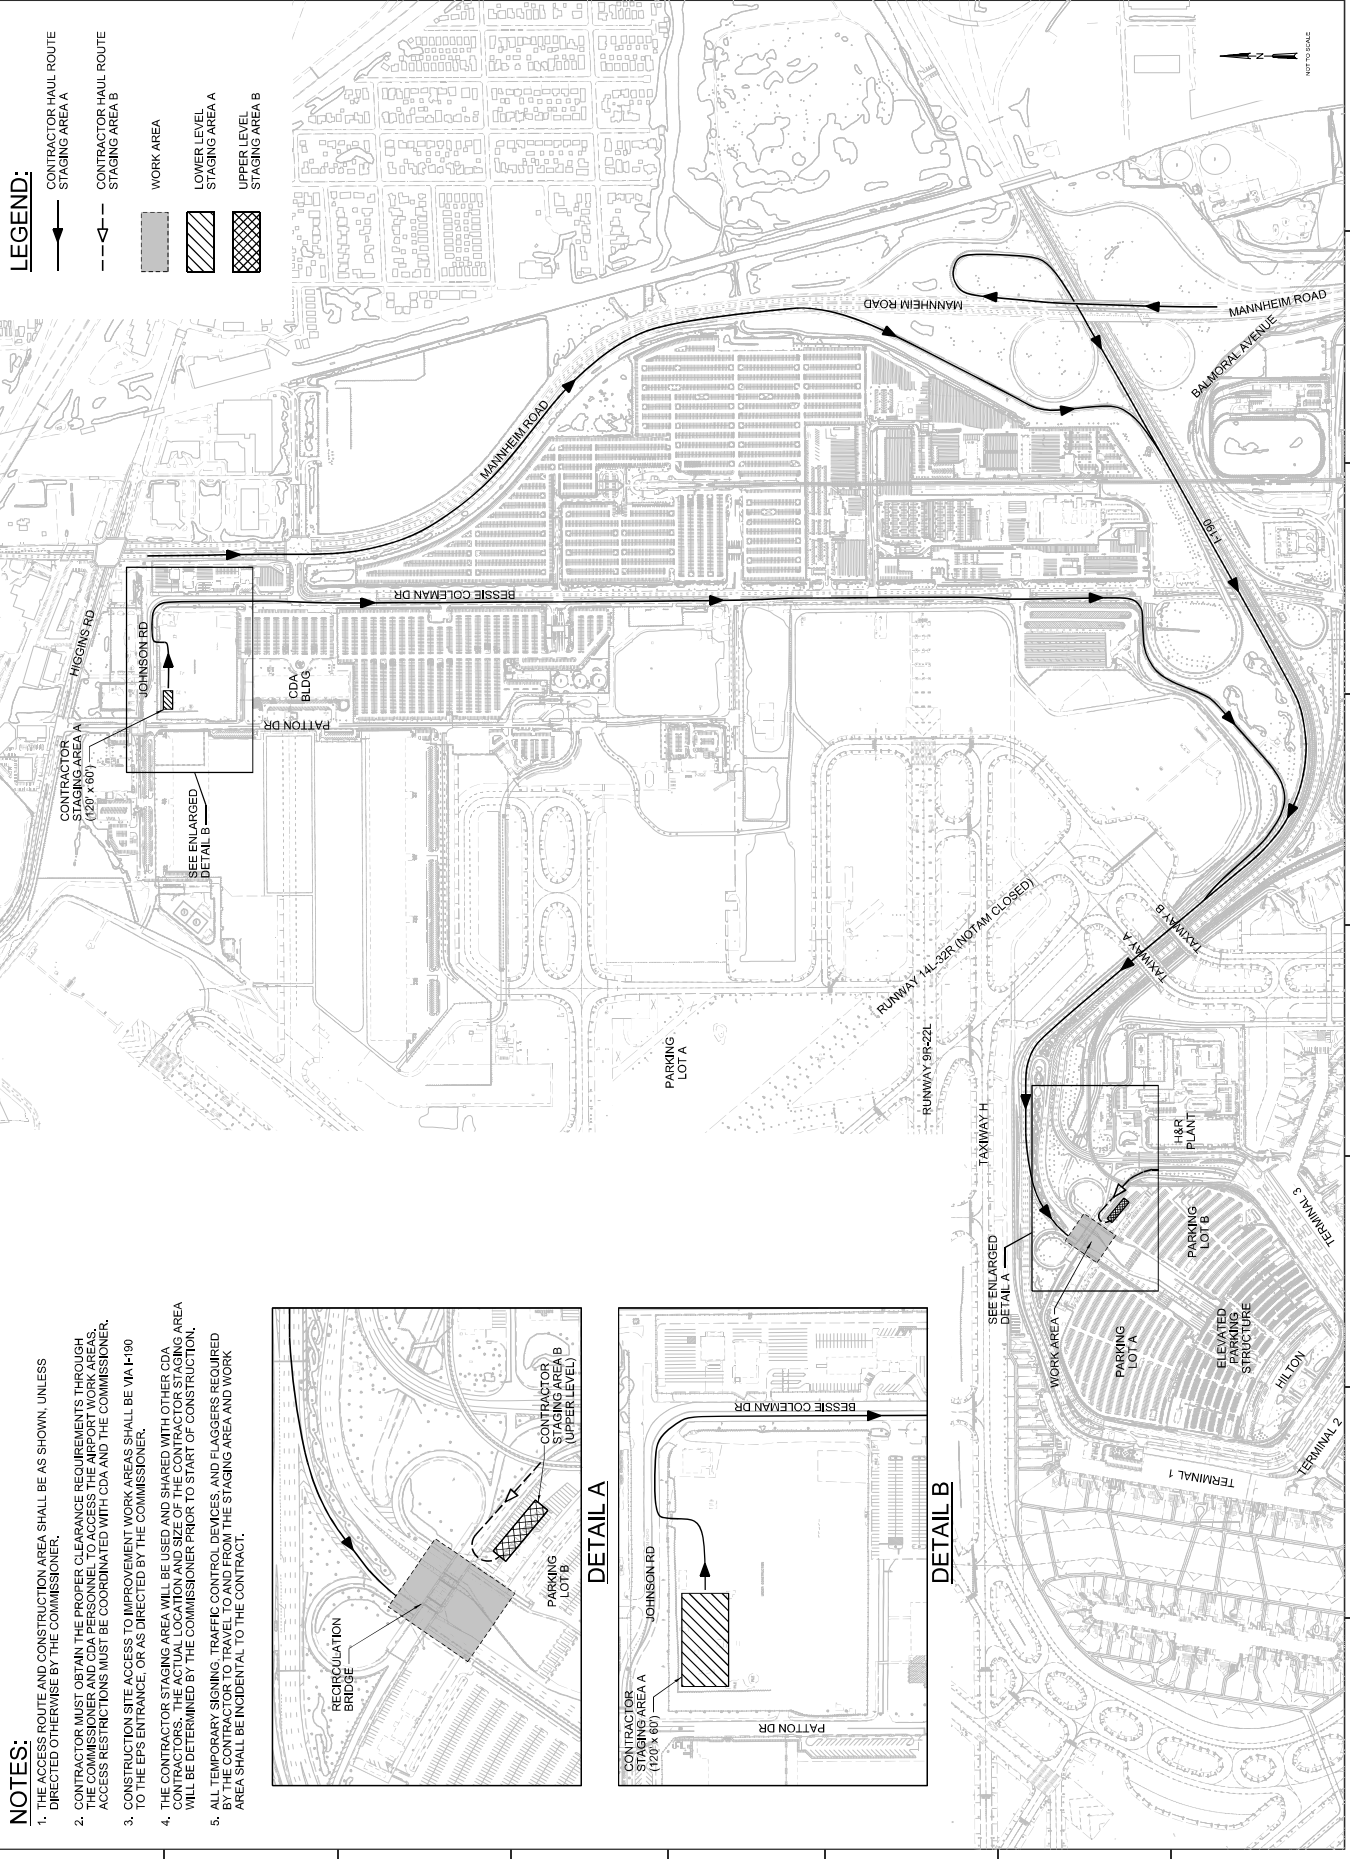 NOTES:
1. THE ACCESS ROUTE AND CONSTRUCTION AREA SHALL BE AS SHOWN, UNLESS
DIRECTED OTHERWISE BY THE COMMISSIONER.
2. CONTRACTOR MUST OBTAIN THE PROPER CLEARANCE REQUIREMENTS THROUGH
THE COMMISSIONER AND CDA PERSONNEL TO ACCESS THE AIRPORT WORK AREAS.
ACCESS RESTRICTIONS MUST BE COORDINATED WITH CDA AND THE COMMISSIONER.
3. CONSTRUCTION SITE ACCESS TO IMPROVEMENT WORK AREAS SHALL BE VIA I-190
TO THE EPS ENTRANCE, OR AS DIRECTED BY THE COMMISSIONER.
4. THE CONTRACTOR STAGING AREA WILL BE USED AND SHARED WITH OTHER CDA
CONTRACTORS. THE ACTUAL LOCATION AND SIZE OF THE CONTRACTOR STAGING AREA
WILL BE DETERMINED BY THE COMMISSIONER PRIOR TO START OF CONSTRUCTION.
5. ALL TEMPORARY SIGNING, TRAFFIC CONTROL DEVICES, AND FLAGGERS REQUIRED
BY THE CONTRACTOR TO TRAVEL TO AND FROM THE STAGING AREA AND WORK
AREA SHALL BE INCIDENTAL TO THE CONTRACT.
LEGEND:
CONTRACTOR HAUL ROUTE
STAGING AREA A
CONTRACTOR HAUL ROUTE
STAGING AREA B
WORK AREA
LOWER LEVEL
STAGING AREA A
UPPER LEVEL
STAGING AREA B
CONTRACTOR
STAGING AREA A
(120' x 60')
SEE ENLARGED
DETAIL B
HIGGINS RD
JOHNSON RD
CDA
BLDG
PATTON DR
BESSIE COLEMAN DR
MANNHEIM ROAD
MANNHEIM ROAD
MANNHEIM ROAD
BALMORAL AVENUE
I-190
N
NOT TO SCALE
PARKING
LOT A
RUNWAY 14L-32R (NOTAM CLOSED)
RUNWAY 9R-22L
TAXIWAY H
TAXIWAY A
TAXIWAY B
TAXIWAY A
TAXIWAY B
RECIRCULATION
BRIDGE
PARKING
LOT B
CONTRACTOR
STAGING AREA B
(UPPER LEVEL)
DETAIL A
CONTRACTOR
STAGING AREA A
(120' x 60')
JOHNSON RD
PATTON DR
BESSIE COLEMAN DR
DETAIL B
SEE ENLARGED
DETAIL A
WORK AREA
PARKING
LOT A
PARKING
LOT B
H&R
PLANT
ELEVATED
PARKING
STRUCTURE
HILTON
TERMINAL 1
TERMINAL 2
TERMINAL 3